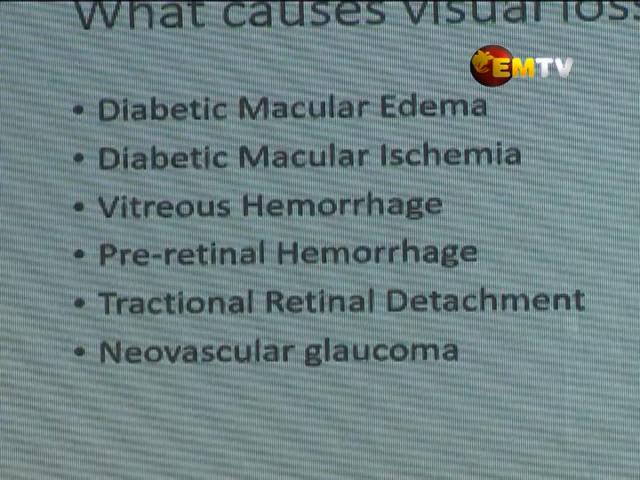 What causes visual loss
EMTV
• Diabetic Macular Edema
• Diabetic Macular Ischemia
• Vitreous Hemorrhage
• Pre-retinal Hemorrhage
• Tractional Retinal Detachment
• Neovascular glaucoma